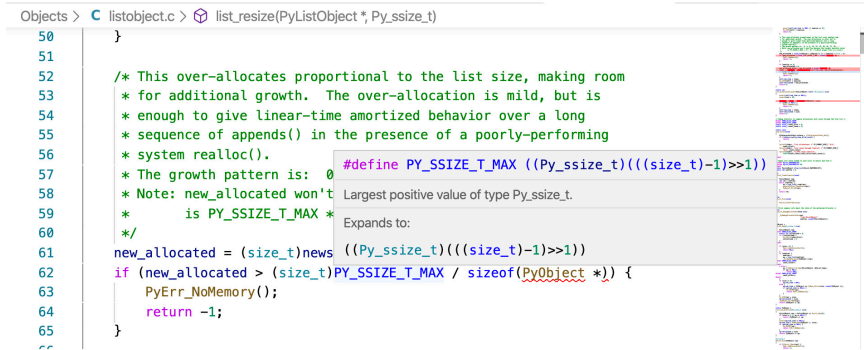 Objects > C listobject.c > list_resize(PyListObject *, Py_ssize_t)
50 }
51
52 /* This over-allocates proportional to the list size, making room
53 * for additional growth.  The over-allocation is mild, but is
54 * enough to give linear-time amortized behavior over a long
55 * sequence of appends() in the presence of a poorly-performing
56 * system realloc().
57 * The growth pattern is:  0
58 * Note: new_allocated won't
59 *       is PY_SSIZE_T_MAX *
60 */
61 new_allocated = (size_t)news
62 if (new_allocated > (size_t)PY_SSIZE_T_MAX / sizeof(PyObject *)) {
63 PyErr_NoMemory();
64 return -1;
65 }
#define PY_SSIZE_T_MAX ((Py_ssize_t)(((size_t)-1)>>1))
Largest positive value of type Py_ssize_t.
Expands to:
((Py_ssize_t)(((size_t)-1)>>1))